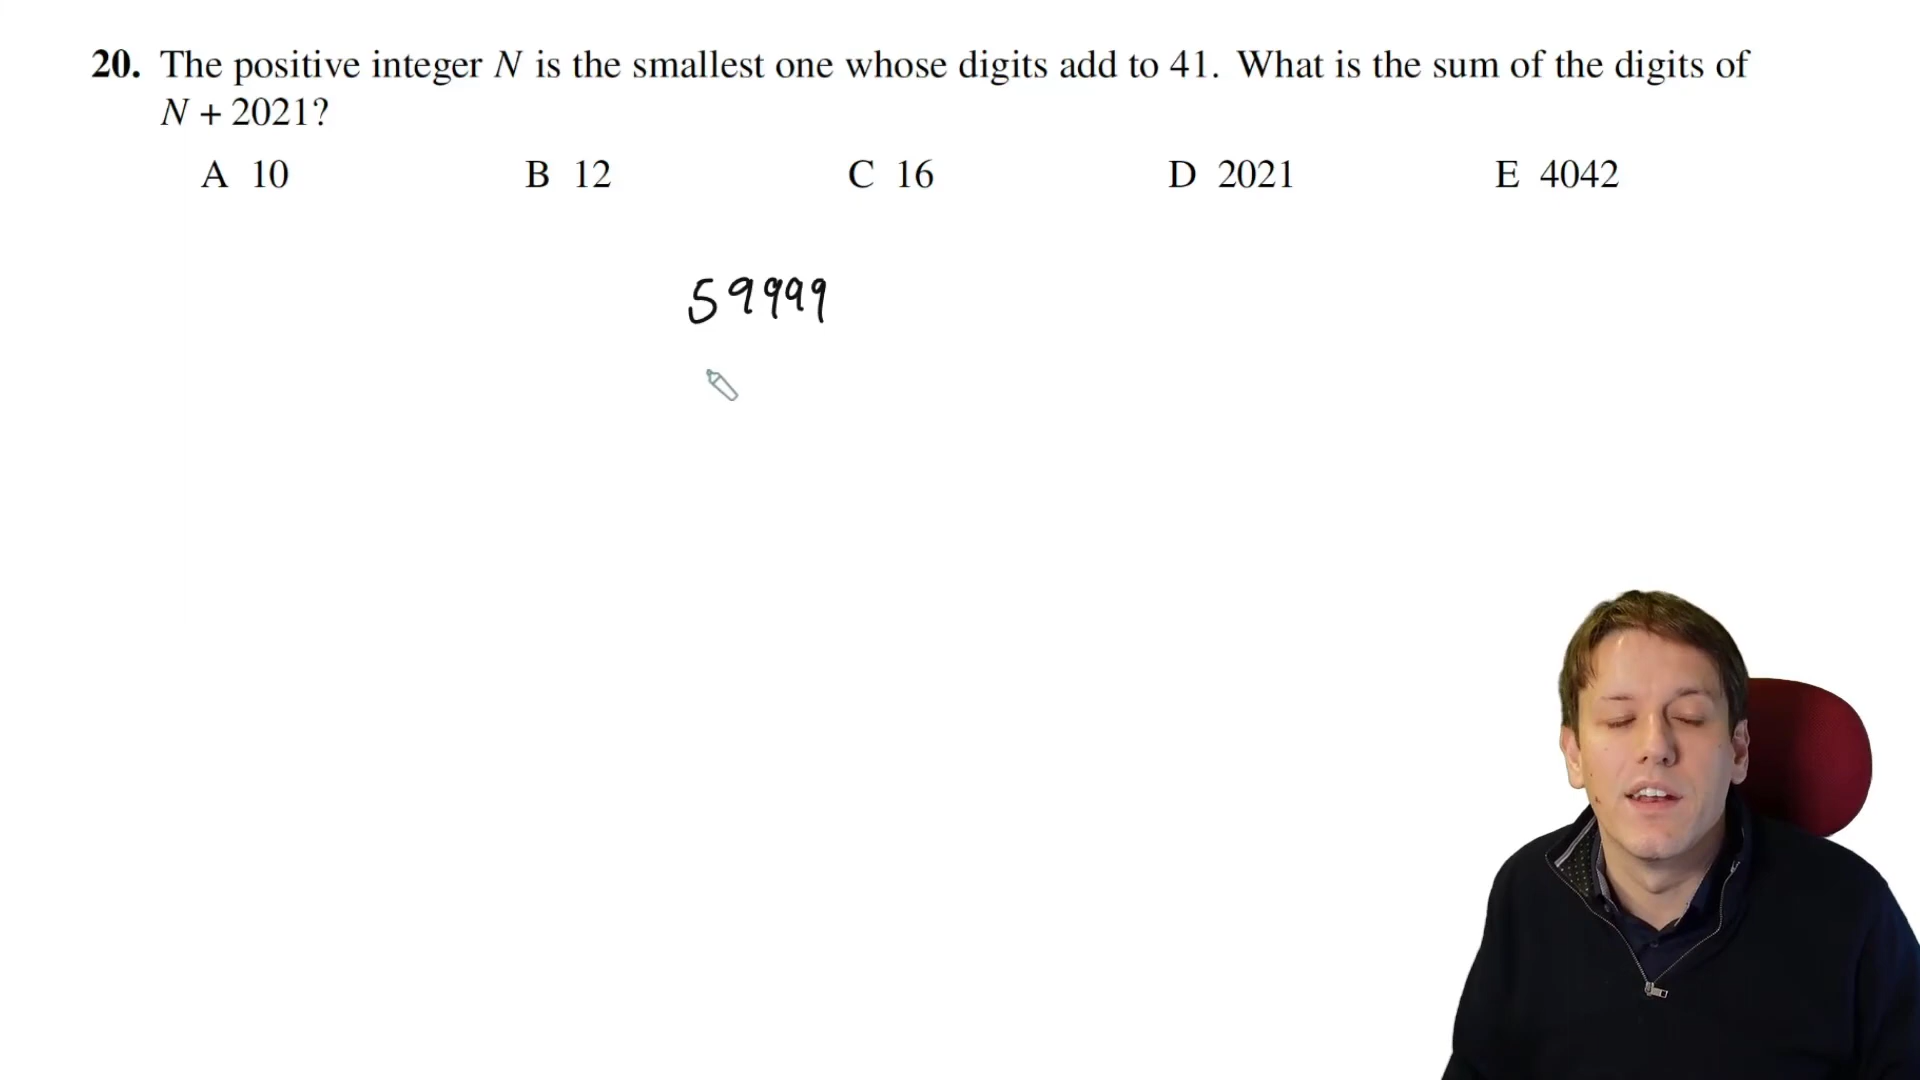 20. The positive integer N is the smallest one whose digits add to 41. What is the sum of the digits of
N + 2021?
A 10 B 12 C 16 D 2021 E 4042
59999